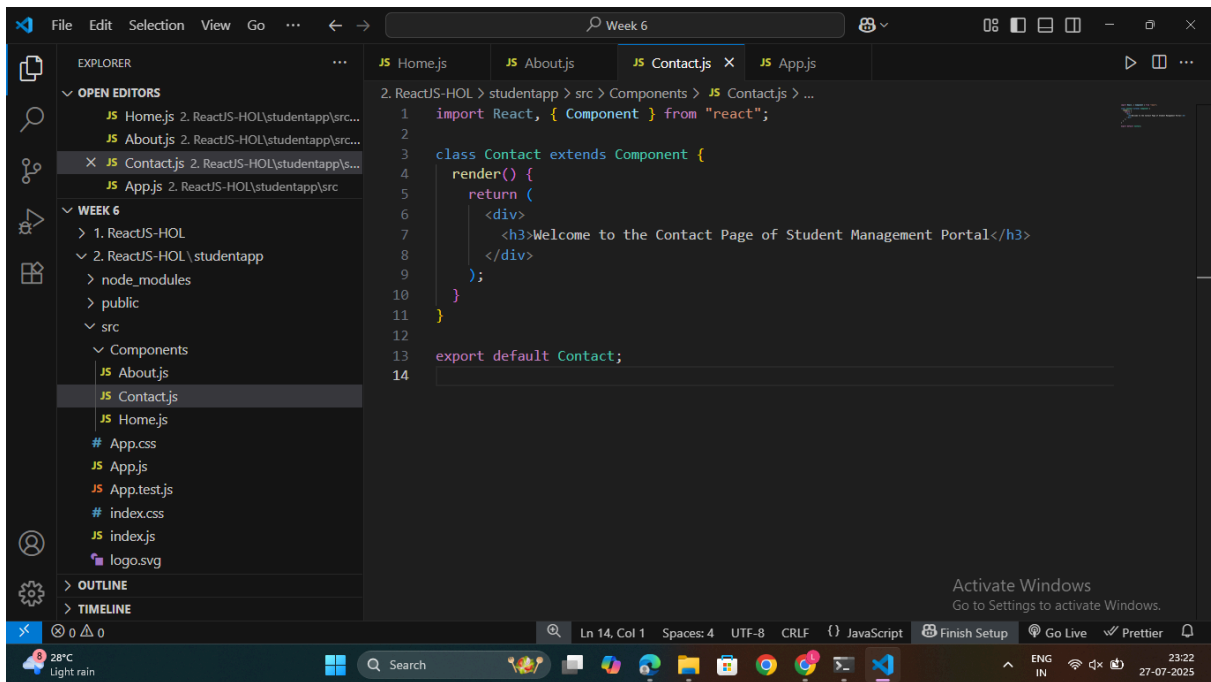 File Edit Selection View Go ··· Week 6
EXPLORER ···
OPEN EDITORS
JS Home.js 2. ReactJS-HOL\studentapp\src...
JS About.js 2. ReactJS-HOL\studentapp\src...
JS Contact.js 2. ReactJS-HOL\studentapp\s...
JS App.js 2. ReactJS-HOL\studentapp\src
WEEK 6
1. ReactJS-HOL
2. ReactJS-HOL\studentapp
node_modules
public
src
Components
JS About.js
JS Contact.js
JS Home.js
# App.css
JS App.js
JS App.test.js
# index.css
JS index.js
logo.svg
OUTLINE
TIMELINE
JS Home.js JS About.js JS Contact.js JS App.js ···
2. ReactJS-HOL > studentapp > src > Components > JS Contact.js > ...
1 import React, { Component } from "react";
2
3 class Contact extends Component {
4 render() {
5 return (
6 <div>
7 <h3>Welcome to the Contact Page of Student Management Portal</h3>
8 </div>
9 );
10 }
11 }
12
13 export default Contact;
14
Activate Windows
Go to Settings to activate Windows.
0 0 Ln 14, Col 1 Spaces: 4 UTF-8 CRLF {} JavaScript Finish Setup Go Live Prettier
8 28°C
Light rain
Search
ENG
IN
23:22
27-07-2025